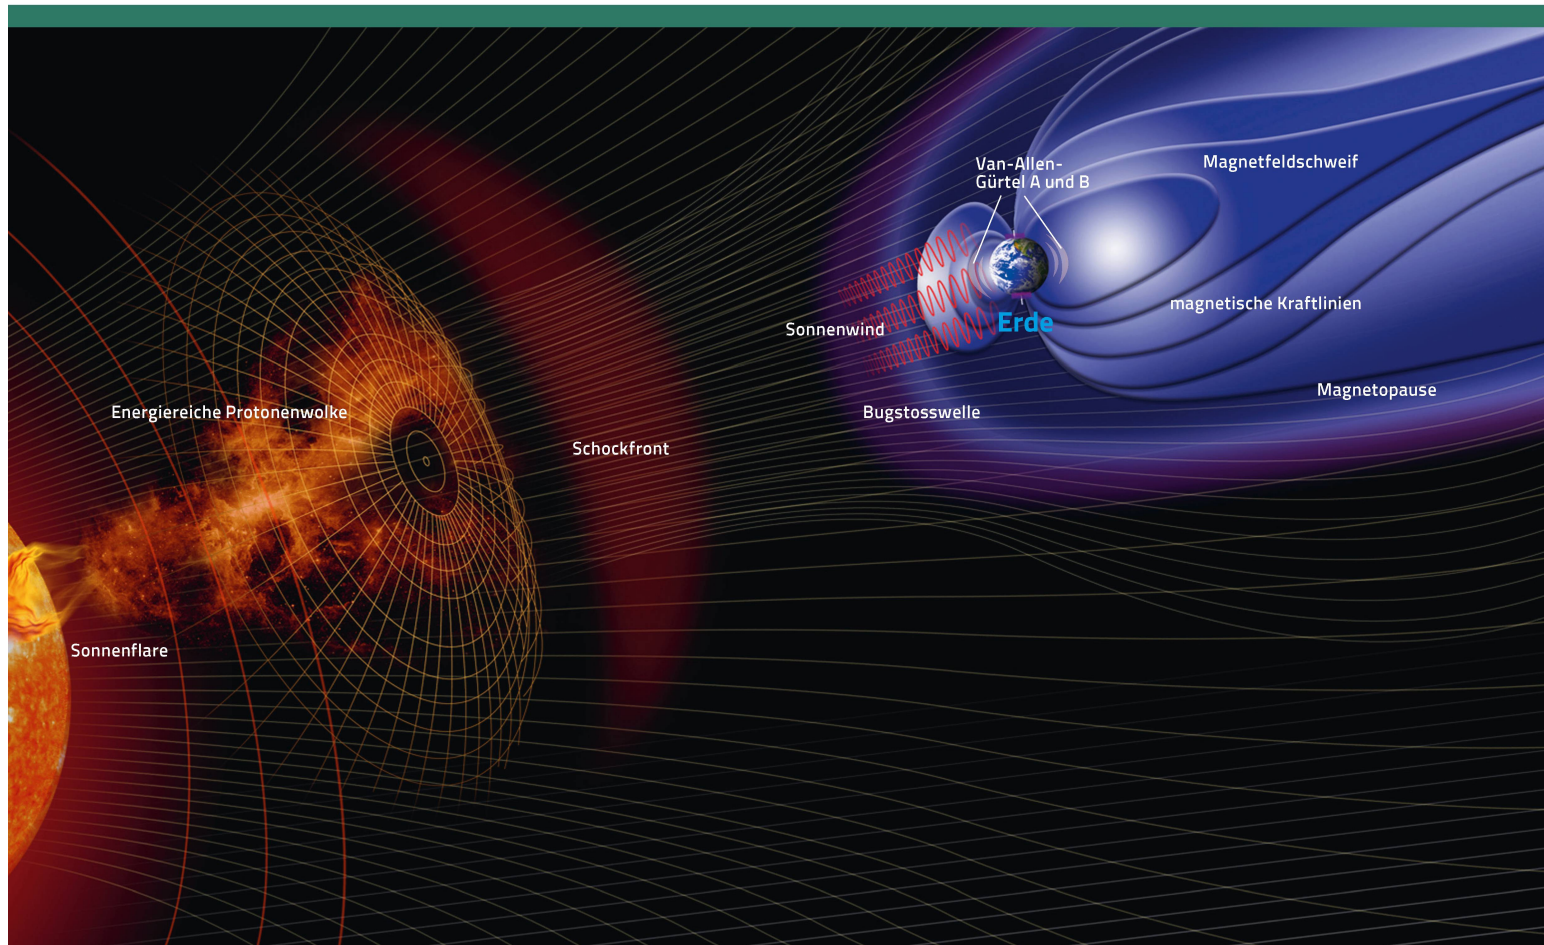 Van-Allen-
Gürtel A und B
Magnetfeldschweif
magnetische Kraftlinien
Sonnenwind
Erde
Magnetopause
Energiereiche Protonenwolke
Bugstosswelle
Schockfront
Sonnenflare